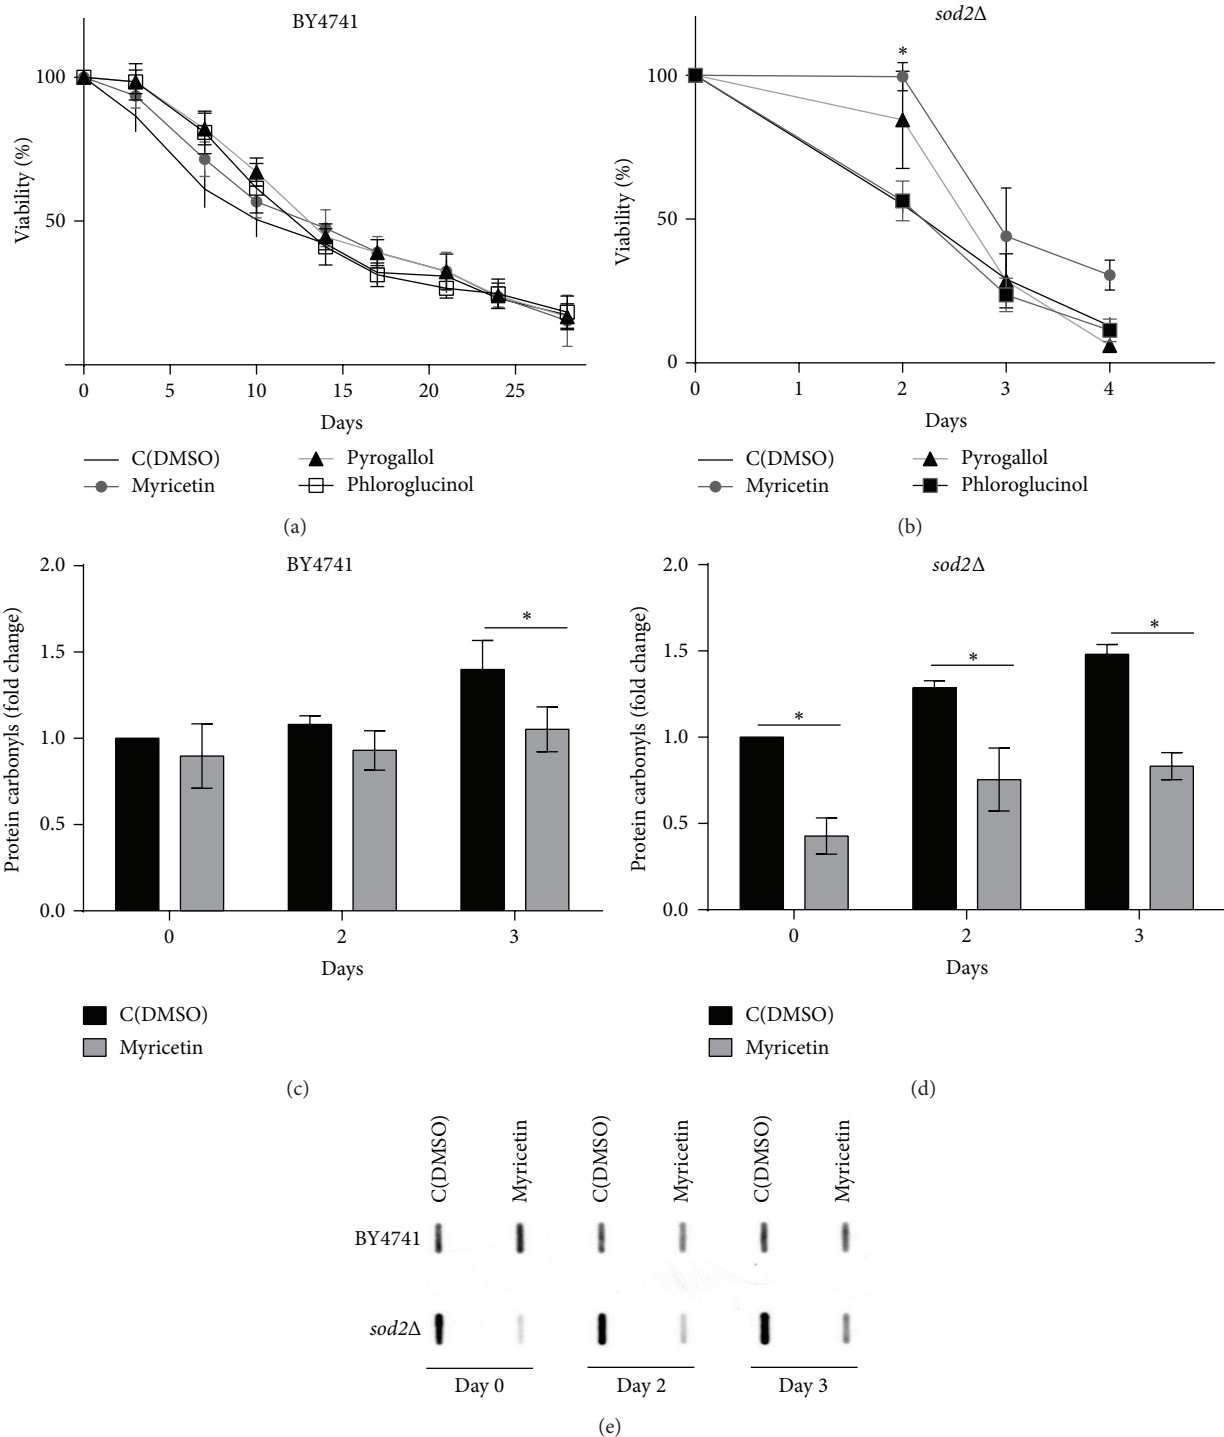 BY4741
100
50
Viability (%)
0 5 10 15 20 25
Days
C(DMSO)
Myricetin
Pyrogallol
Phloroglucinol
(a)
sod2Δ
*
100
50
0
Viability (%)
0 1 2 3 4
Days
C(DMSO)
Myricetin
Pyrogallol
Phloroglucinol
(b)
BY4741
2.0
1.5
1.0
0.5
0.0
Protein carbonyls (fold change)
*
0 2 3
Days
C(DMSO)
Myricetin
(c)
sod2Δ
2.0
1.5
1.0
0.5
0.0
Protein carbonyls (fold change)
* * *
0 2 3
Days
C(DMSO)
Myricetin
(d)
C(DMSO) Myricetin C(DMSO) Myricetin C(DMSO) Myricetin
BY4741
sod2Δ
Day 0 Day 2 Day 3
(e)